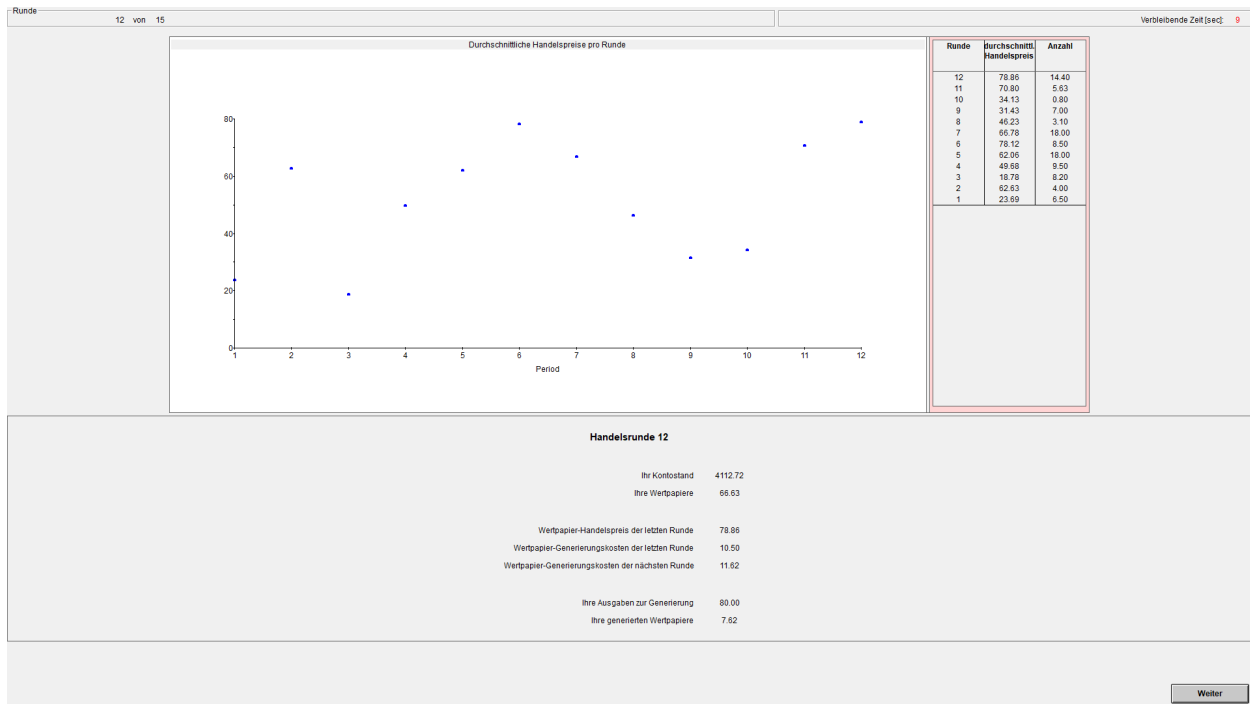 Runde
12 von 15
Verbleibende Zeit [sec]: 9
Durchschnittliche Handelspreise pro Runde
80
60
40
20
0
1 2 3 4 5 6 7 8 9 10 11 12
Period
Runde durchschnittl. Handelspreis Anzahl
12 78.86 14.40
11 70.80 5.63
10 34.13 0.80
9 31.43 7.00
8 46.23 3.10
7 66.78 18.00
6 78.12 8.50
5 62.06 18.00
4 49.68 9.50
3 18.78 8.20
2 62.63 4.00
1 23.69 6.50
Handelsrunde 12
Ihr Kontostand 4112.72
Ihre Wertpapiere 66.63
Wertpapier-Handelspreis der letzten Runde 78.86
Wertpapier-Generierungskosten der letzten Runde 10.50
Wertpapier-Generierungskosten der nächsten Runde 11.62
Ihre Ausgaben zur Generierung 80.00
Ihre generierten Wertpapiere 7.62
Weiter